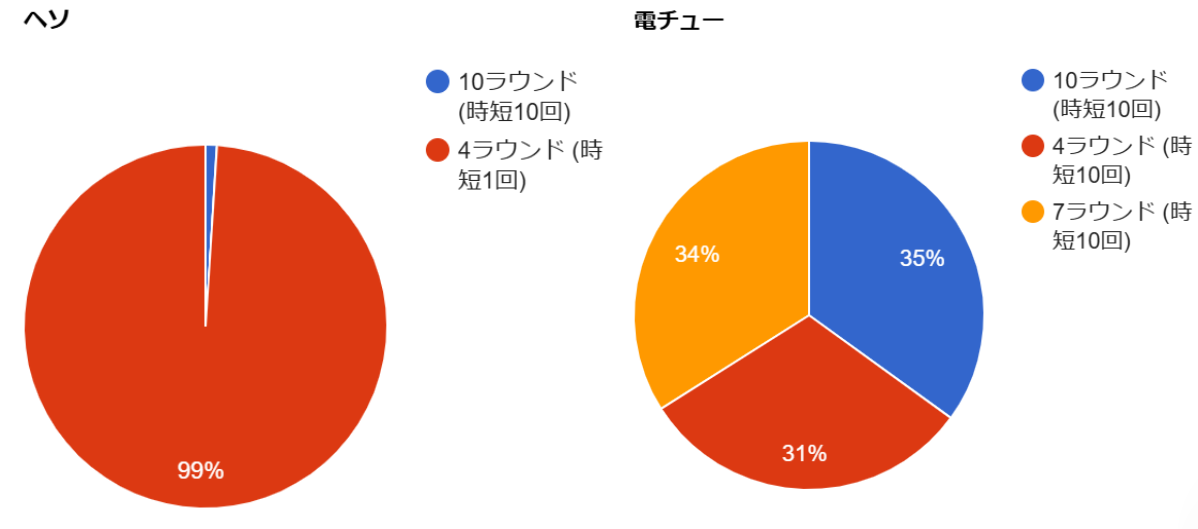 ヘソ
10ラウンド
(時短10回)
4ラウンド (時
短1回)
99%
電チュー
10ラウンド
(時短10回)
4ラウンド (時
短10回)
7ラウンド (時
短10回)
34%
35%
31%